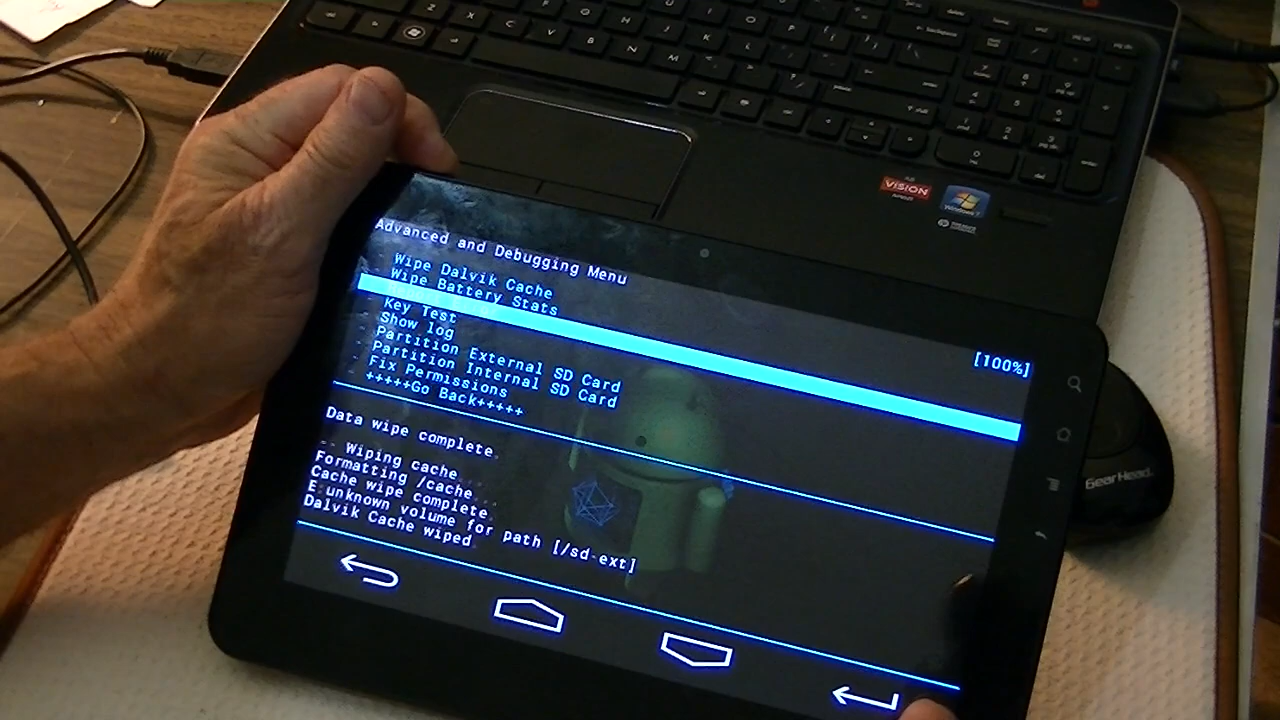 VISION
Windows 7
Advanced and Debugging Menu
Wipe Dalvik Cache
Wipe Battery Stats
Key Test
Show log
Partition External SD Card
Partition Internal SD Card
Fix Permissions
+++++Go Back+++++
[100%]
Data wipe complete.
-- Wiping cache
Formatting /cache
Cache wipe complete
E:unknown volume for path [/sd-ext]
Dalvik Cache wiped
GearHead